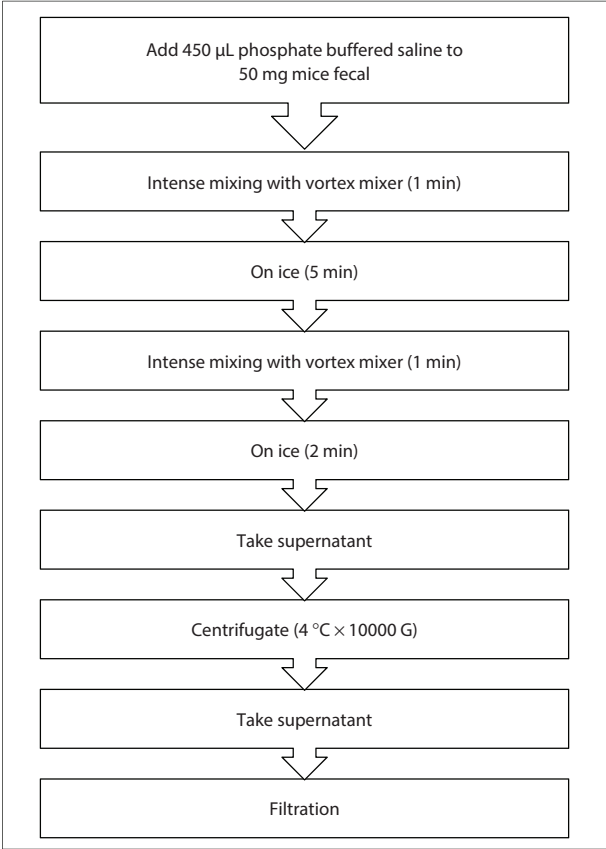 Add 450 µL phosphate buffered saline to
50 mg mice fecal
Intense mixing with vortex mixer (1 min)
On ice (5 min)
Intense mixing with vortex mixer (1 min)
On ice (2 min)
Take supernatant
Centrifugate (4 °C × 10000 G)
Take supernatant
Filtration